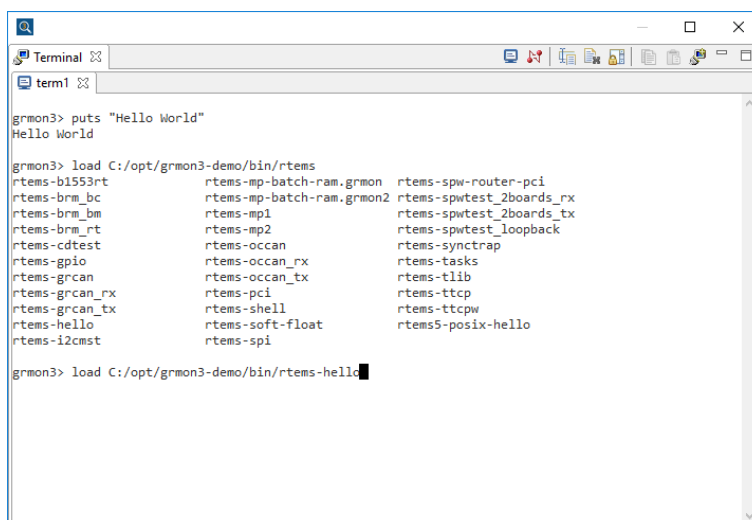 Terminal
term1
grmon3> puts "Hello World"
Hello World
grmon3> load C:/opt/grmon3-demo/bin/rtems
rtems-b1553rt rtems-mp-batch-ram.grmon rtems-spw-router-pci
rtems-brm_bc rtems-mp-batch-ram.grmon2 rtems-spwtest_2boards_rx
rtems-brm_bm rtems-mp1 rtems-spwtest_2boards_tx
rtems-brm_rt rtems-mp2 rtems-spwtest_loopback
rtems-cdtest rtems-occan rtems-synctrap
rtems-gpio rtems-occan_rx rtems-tasks
rtems-grcan rtems-occan_tx rtems-tlib
rtems-grcan_rx rtems-pci rtems-ttcp
rtems-grcan_tx rtems-shell rtems-ttcpw
rtems-hello rtems-soft-float rtems5-posix-hello
rtems-i2cmst rtems-spi
grmon3> load C:/opt/grmon3-demo/bin/rtems-hello